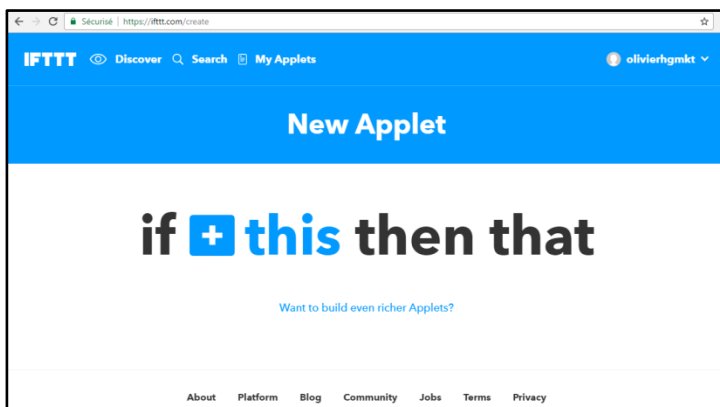 Sécurisé | https://ifttt.com/create
IFTTT Discover Search My Applets olivierhgmkt
New Applet
if + this then that
Want to build even richer Applets?
About Platform Blog Community Jobs Terms Privacy